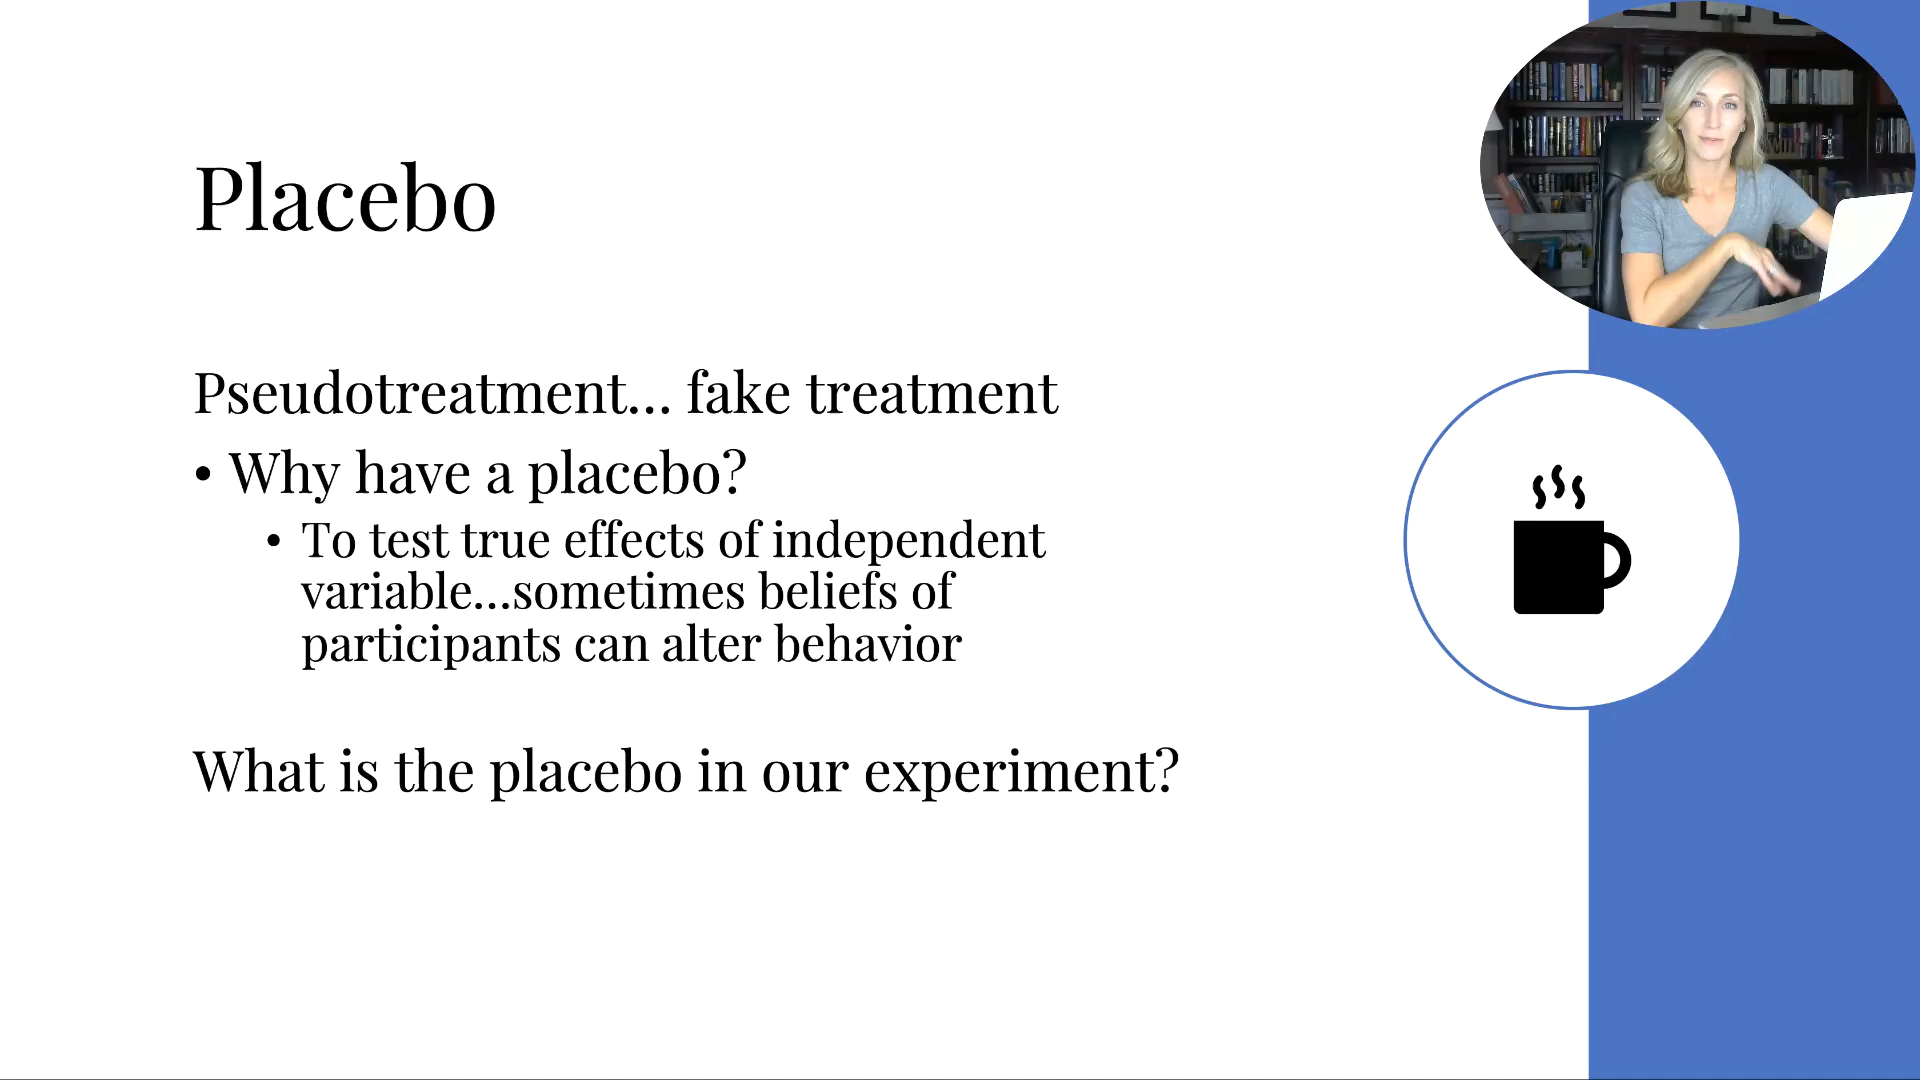 Placebo
Pseudotreatment... fake treatment
• Why have a placebo?
• To test true effects of independent
variable...sometimes beliefs of
participants can alter behavior
What is the placebo in our experiment?